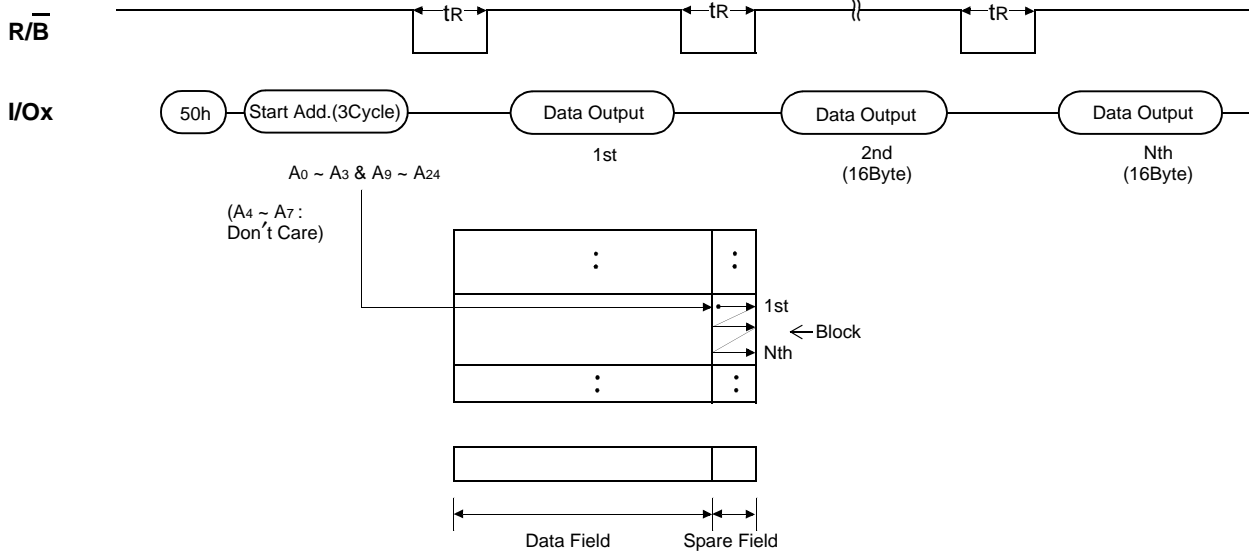 R/B
tR
tR
tR
I/Ox
50h
Start Add.(3Cycle)
Data Output
Data Output
Data Output
1st
2nd
(16Byte)
Nth
(16Byte)
A0 ~ A3 & A9 ~ A24
(A4 ~ A7 :
Don't Care)
1st
Block
Nth
Data Field
Spare Field